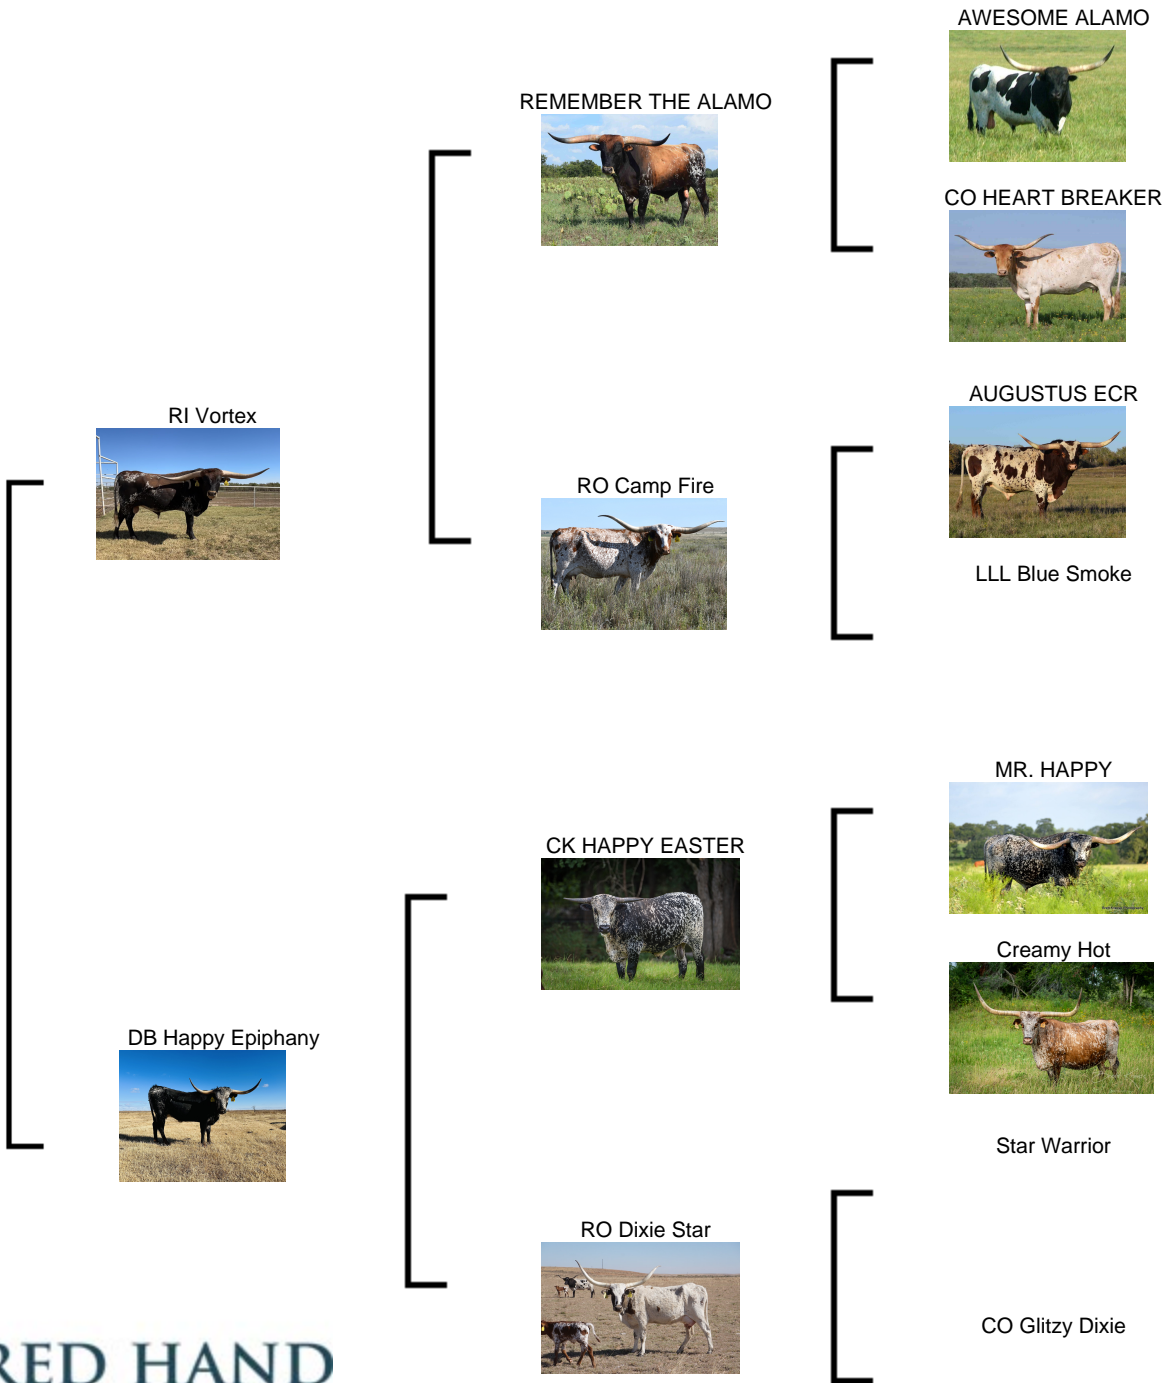 AWESOME ALAMO
REMEMBER THE ALAMO
CO HEART BREAKER
RI Vortex
AUGUSTUS ECR
RO Camp Fire
LLL Blue Smoke
MR. HAPPY
CK HAPPY EASTER
Creamy Hot
DB Happy Epiphany
Star Warrior
RO Dixie Star
CO Glitzy Dixie
RED HAND